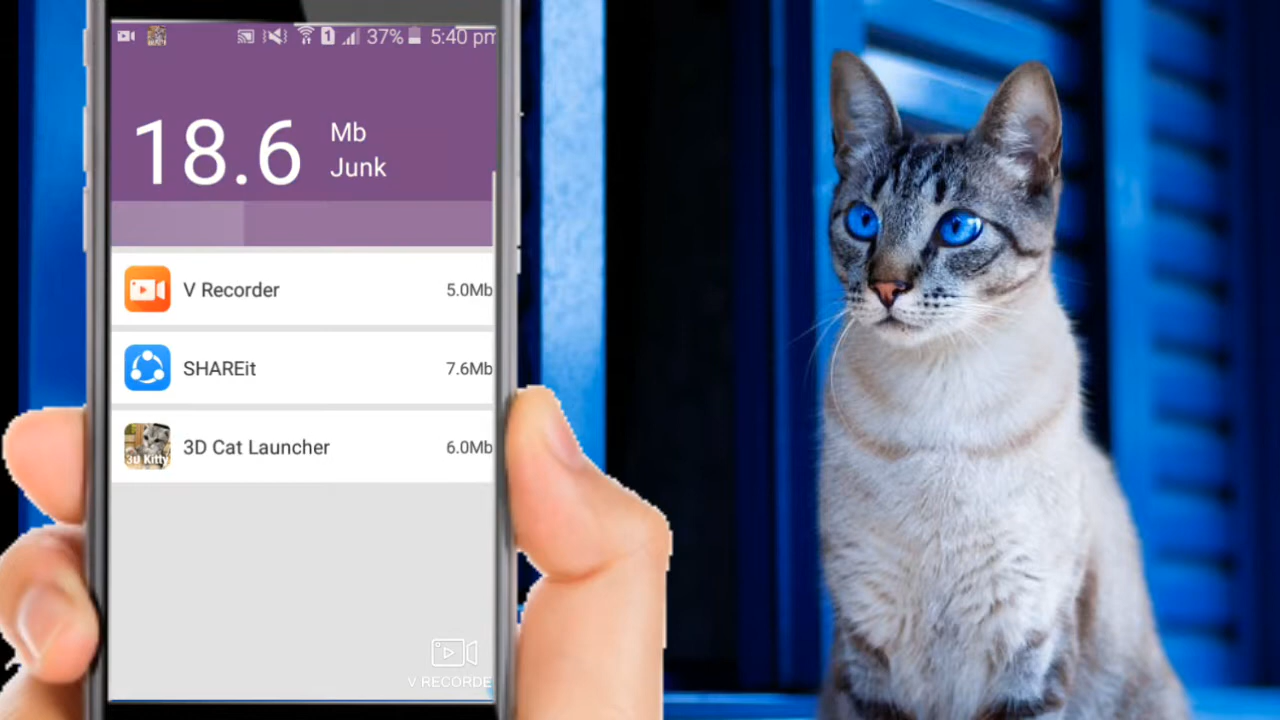 1 37% 5:40 pm
18.6 Mb
Junk
V Recorder 5.0Mb
SHAREit 7.6Mb
3D Cat Launcher 6.0Mb
3D Kitty
V RECORDE